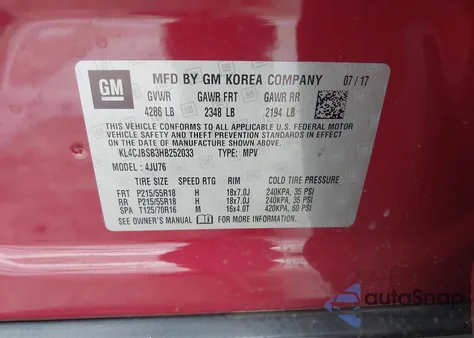 GM
MFD BY GM KOREA COMPANY 07/17
GVWR GAWR FRT GAWR RR
4286 LB 2348 LB 2194 LB
THIS VEHICLE CONFORMS TO ALL APPLICABLE U.S. FEDERAL MOTOR
VEHICLE SAFETY AND THEFT PREVENTION STANDARDS IN EFFECT ON THE
DATE OF MANUFACTURE SHOWN ABOVE.
KL4CJBSB3HB252033 TYPE: MPV
MODEL : 4JU76
TIRE SIZE SPEED RTG RIM COLD TIRE PRESSURE
FRT P215/55R18 H 18x7.0J 240KPA, 35 PSI
RR P215/55R18 H 18x7.0J 240KPA, 35 PSI
SPA T125/70R16 M 16x4.0T 420KPA, 60 PSI
SEE OWNER'S MANUAL FOR MORE INFORMATION.
autoSnap